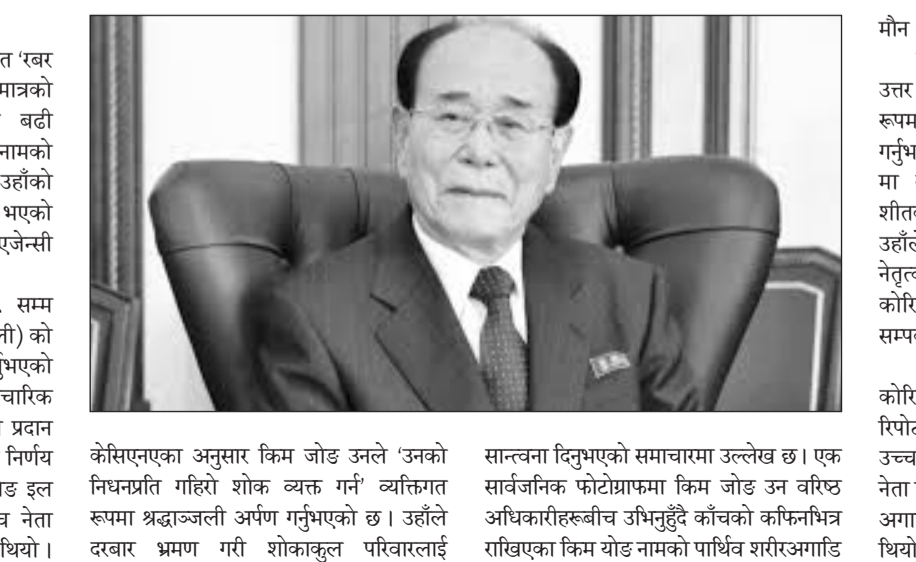 त ‘रबर
मात्रको
बढी
नामको
उहाँको
भएको
एजेन्सी
सम्म
ली) को
र्नुभएको
चारिक
प्रदान
निर्णय
ङ इल
नेता
थियो ।
केसिएनएका अनुसार किम जोङ उनले ‘उनको
निधनप्रति गहिरो शोक व्यक्त गर्न’ व्यक्तिगत
रूपमा श्रद्धाञ्जली अर्पण गर्नुभएको छ । उहाँले
दरबार भ्रमण गरी शोकाकुल परिवारलाई
सान्त्वना दिनुभएको समाचारमा उल्लेख छ । एक
सार्वजनिक फोटोग्राफमा किम जोङ उन वरिष्ठ
अधिकारीहरूबीच उभिनुहुँदै काँचको कफिनभित्र
राखिएका किम योङ नामको पार्थिव शरीरअगाडि
मौन
उत्तर
रूपम
गर्नुभ
मा
शीत
उहाँले
नेतृत्व
कोरि
सम्प
कोरि
रिपो
उच्च
नेता
अगा
थियो